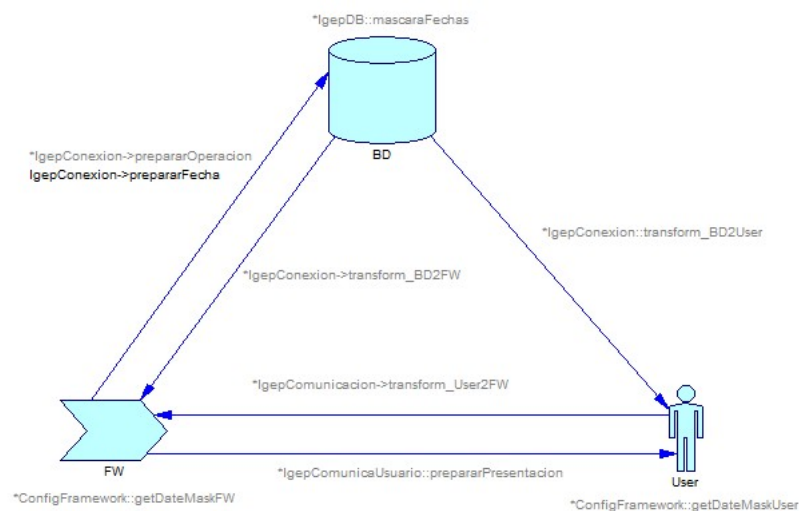 *IgepDB::mascaraFechas
BD
*IgepConexion->prepararOperacion
IgepConexion->prepararFecha
*IgepConexion::transform_BD2User
*IgepConexion->transform_BD2FW
*IgepComunicacion->transform_User2FW
FW
*IgepComunicaUsuario::prepararPresentacion
User
*ConfigFramework::getDateMaskFW
*ConfigFramework::getDateMaskUser